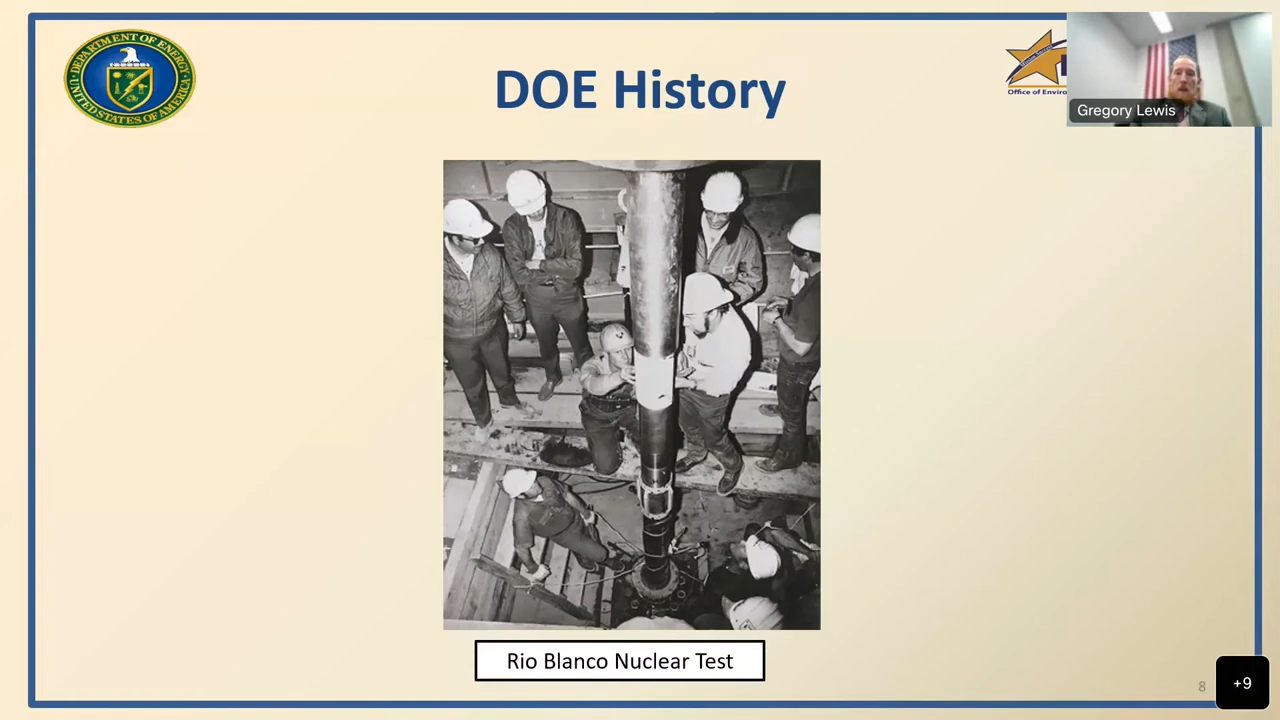 DEPARTMENT OF ENERGY
UNITED STATES OF AMERICA
DOE History
Office of Enviro
Gregory Lewis
Rio Blanco Nuclear Test
8
+9